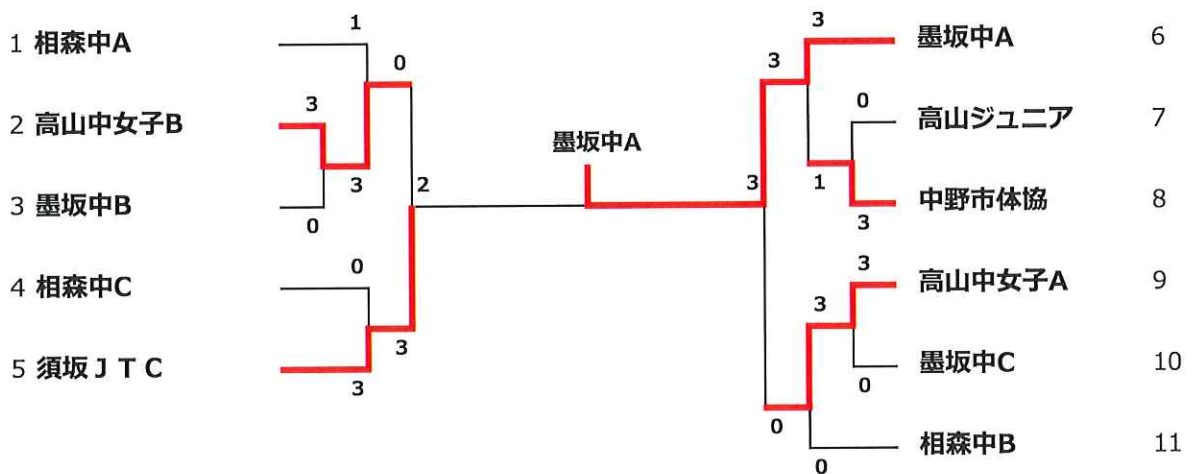 1 相森中A
1
0
2 高山中女子B
3
3
3 墨坂中B
0
2
4 相森中C
0
3
5 須坂JTC
3
墨坂中A
3
3
墨坂中A 6
3
0
高山ジュニア 7
1
中野市体協 8
3
3
高山中女子A 9
3
墨坂中C 10
0
0
相森中B 11
0